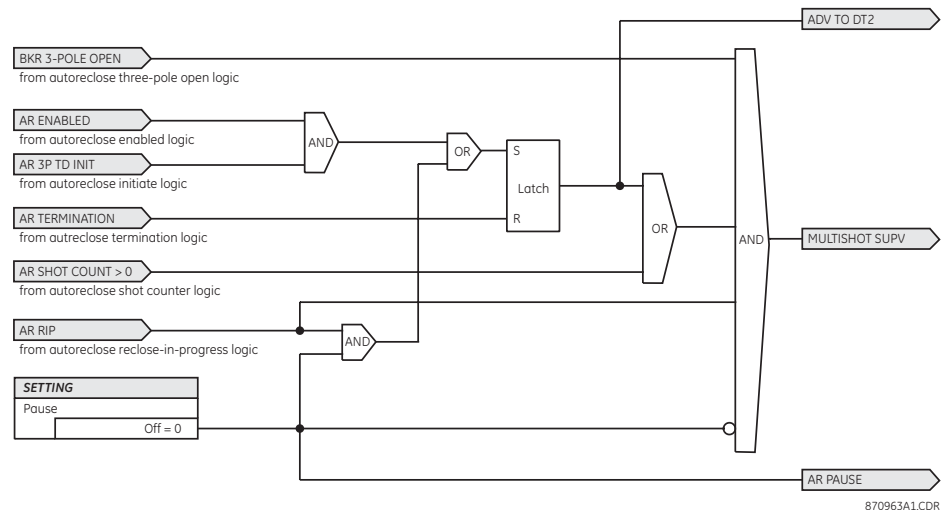 ADV TO DT2
BKR 3-POLE OPEN
from autoreclose three-pole open logic
AR ENABLED
from autoreclose enabled logic
AND
OR
S
Latch
R
AR 3P TD INIT
from autoreclose initiate logic
AR TERMINATION
from autreclose termination logic
OR
AND
MULTISHOT SUPV
AR SHOT COUNT > 0
from autoreclose shot counter logic
AR RIP
from autoreclose reclose-in-progress logic
AND
SETTING
Pause
Off = 0
AR PAUSE
870963A1.CDR